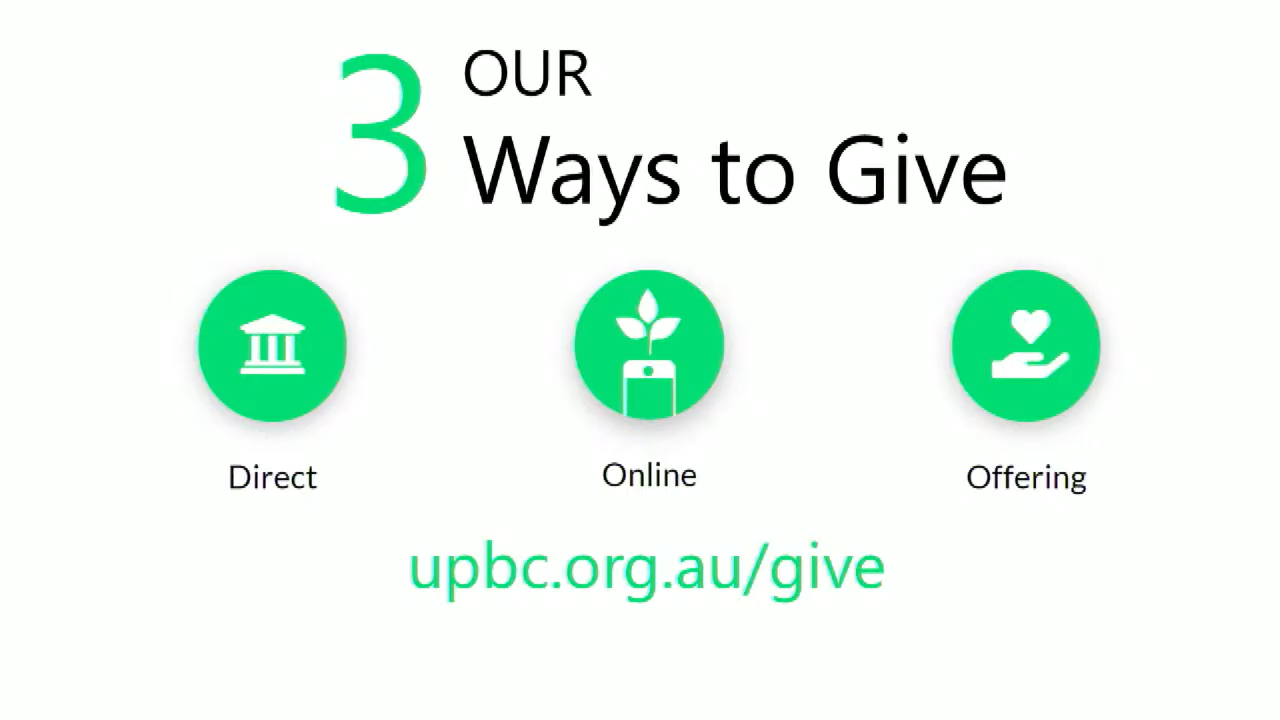 3
OUR
Ways to Give
Direct
Online
Offering
upbc.org.au/give